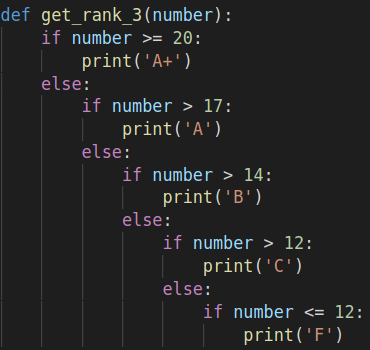 def get_rank_3(number):
    if number >= 20:
        print('A+')
    else:
        if number > 17:
            print('A')
        else:
            if number > 14:
                print('B')
            else:
                if number > 12:
                    print('C')
                else:
                    if number <= 12:
                        print('F')